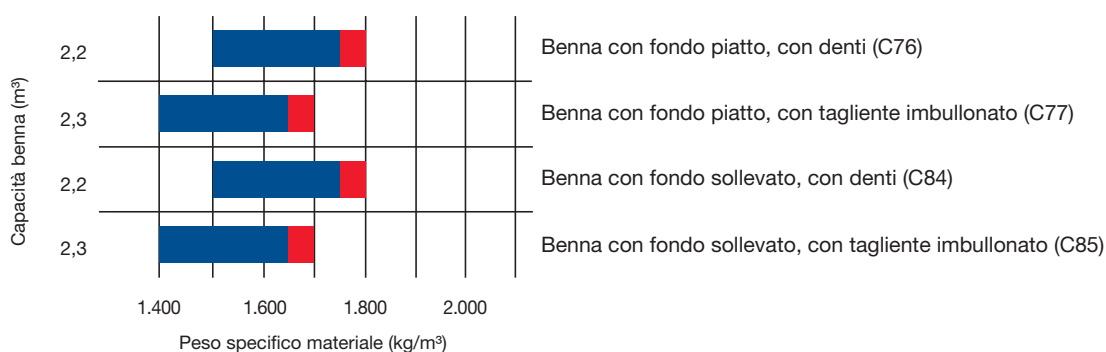 Capacità benna (m³)
2,2
Benna con fondo piatto, con denti (C76)
2,3
Benna con fondo piatto, con tagliente imbullonato (C77)
2,2
Benna con fondo sollevato, con denti (C84)
2,3
Benna con fondo sollevato, con tagliente imbullonato (C85)
1.400 1.600 1.800 2.000
Peso specifico materiale (kg/m³)